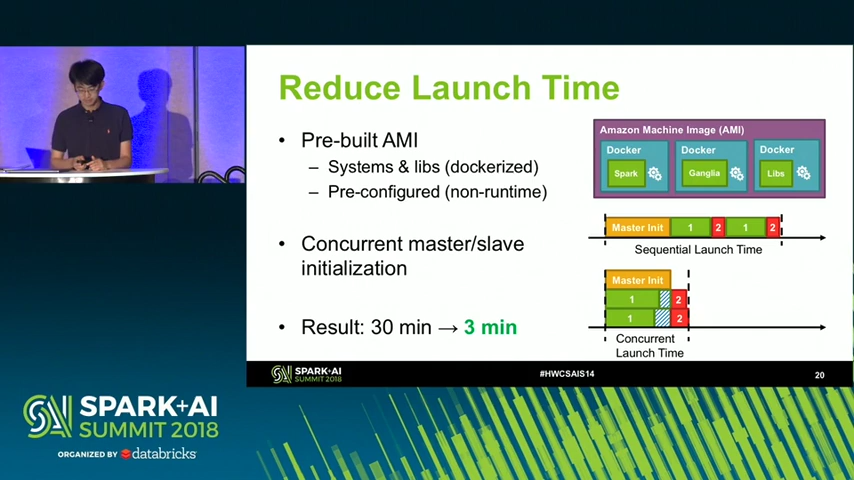 Reduce Launch Time
• Pre-built AMI
– Systems & libs (dockerized)
– Pre-configured (non-runtime)
• Concurrent master/slave
initialization
• Result: 30 min → 3 min
Amazon Machine Image (AMI)
Docker
Spark
Docker
Ganglia
Docker
Libs
Master Init 1 2 1 2
Sequential Launch Time
Master Init
1 2
1 2
Concurrent
Launch Time
SPARK+AI
SUMMIT 2018
#HWCSAIS14
20
SPARK+AI
SUMMIT 2018
ORGANIZED BY databricks